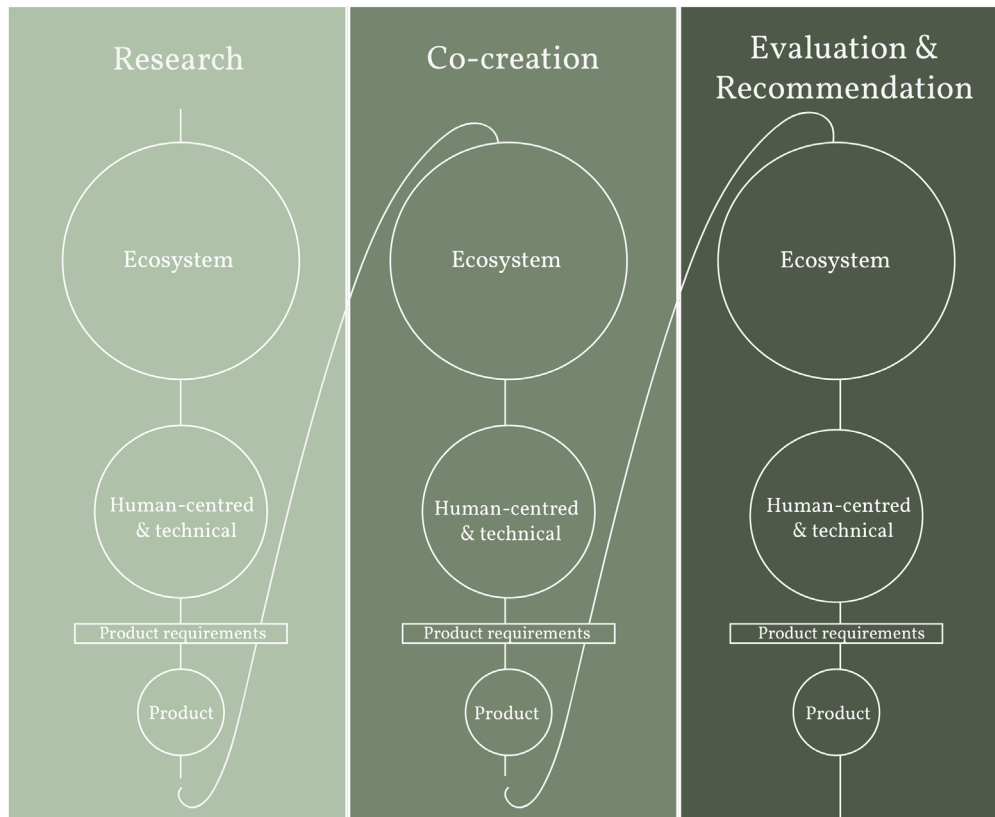 Research
Ecosystem
Human-centred
& technical
Product requirements
Product
Co-creation
Ecosystem
Human-centred
& technical
Product requirements
Product
Evaluation &
Recommendation
Ecosystem
Human-centred
& technical
Product requirements
Product